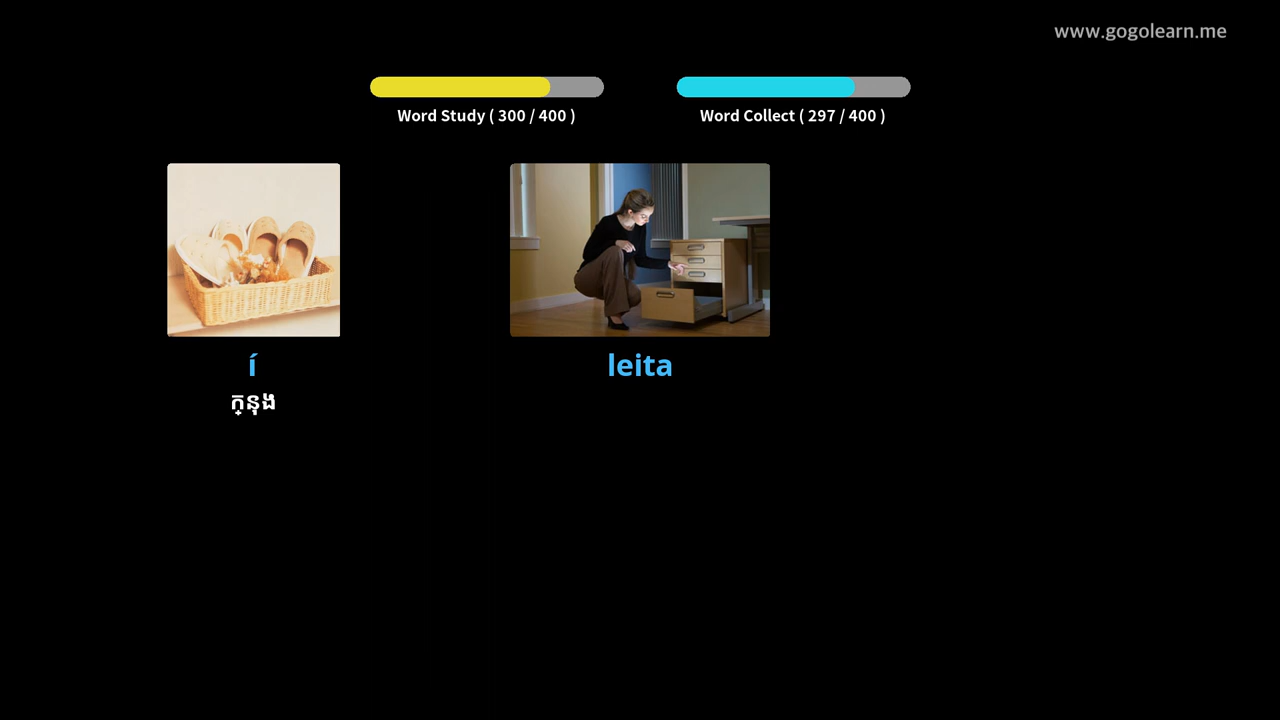 www.gogolearn.me
Word Study ( 300 / 400 )
Word Collect ( 297 / 400 )
í
leita
ក្នុង